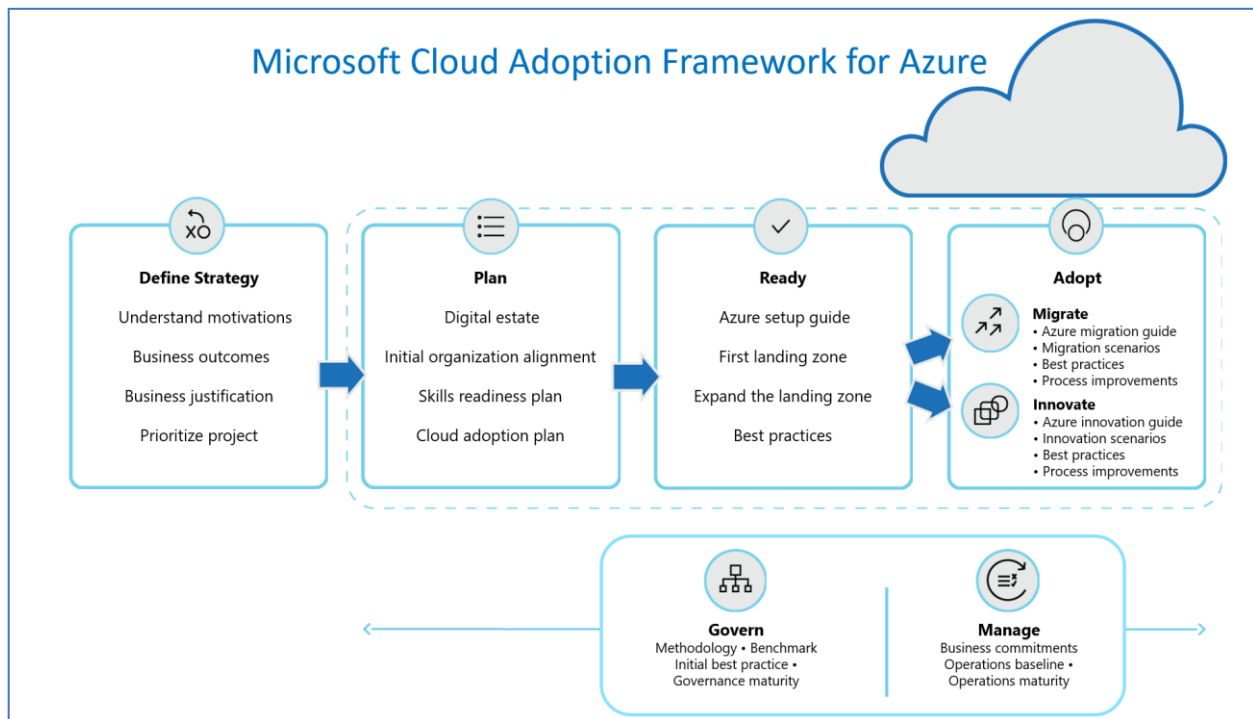 Microsoft Cloud Adoption Framework for Azure
Define Strategy
Understand motivations
Business outcomes
Business justification
Prioritize project
Plan
Digital estate
Initial organization alignment
Skills readiness plan
Cloud adoption plan
Ready
Azure setup guide
First landing zone
Expand the landing zone
Best practices
Adopt
Migrate
• Azure migration guide
• Migration scenarios
• Best practices
• Process improvements
Innovate
• Azure innovation guide
• Innovation scenarios
• Best practices
• Process improvements
Govern
Methodology • Benchmark
Initial best practice •
Governance maturity
Manage
Business commitments
Operations baseline •
Operations maturity